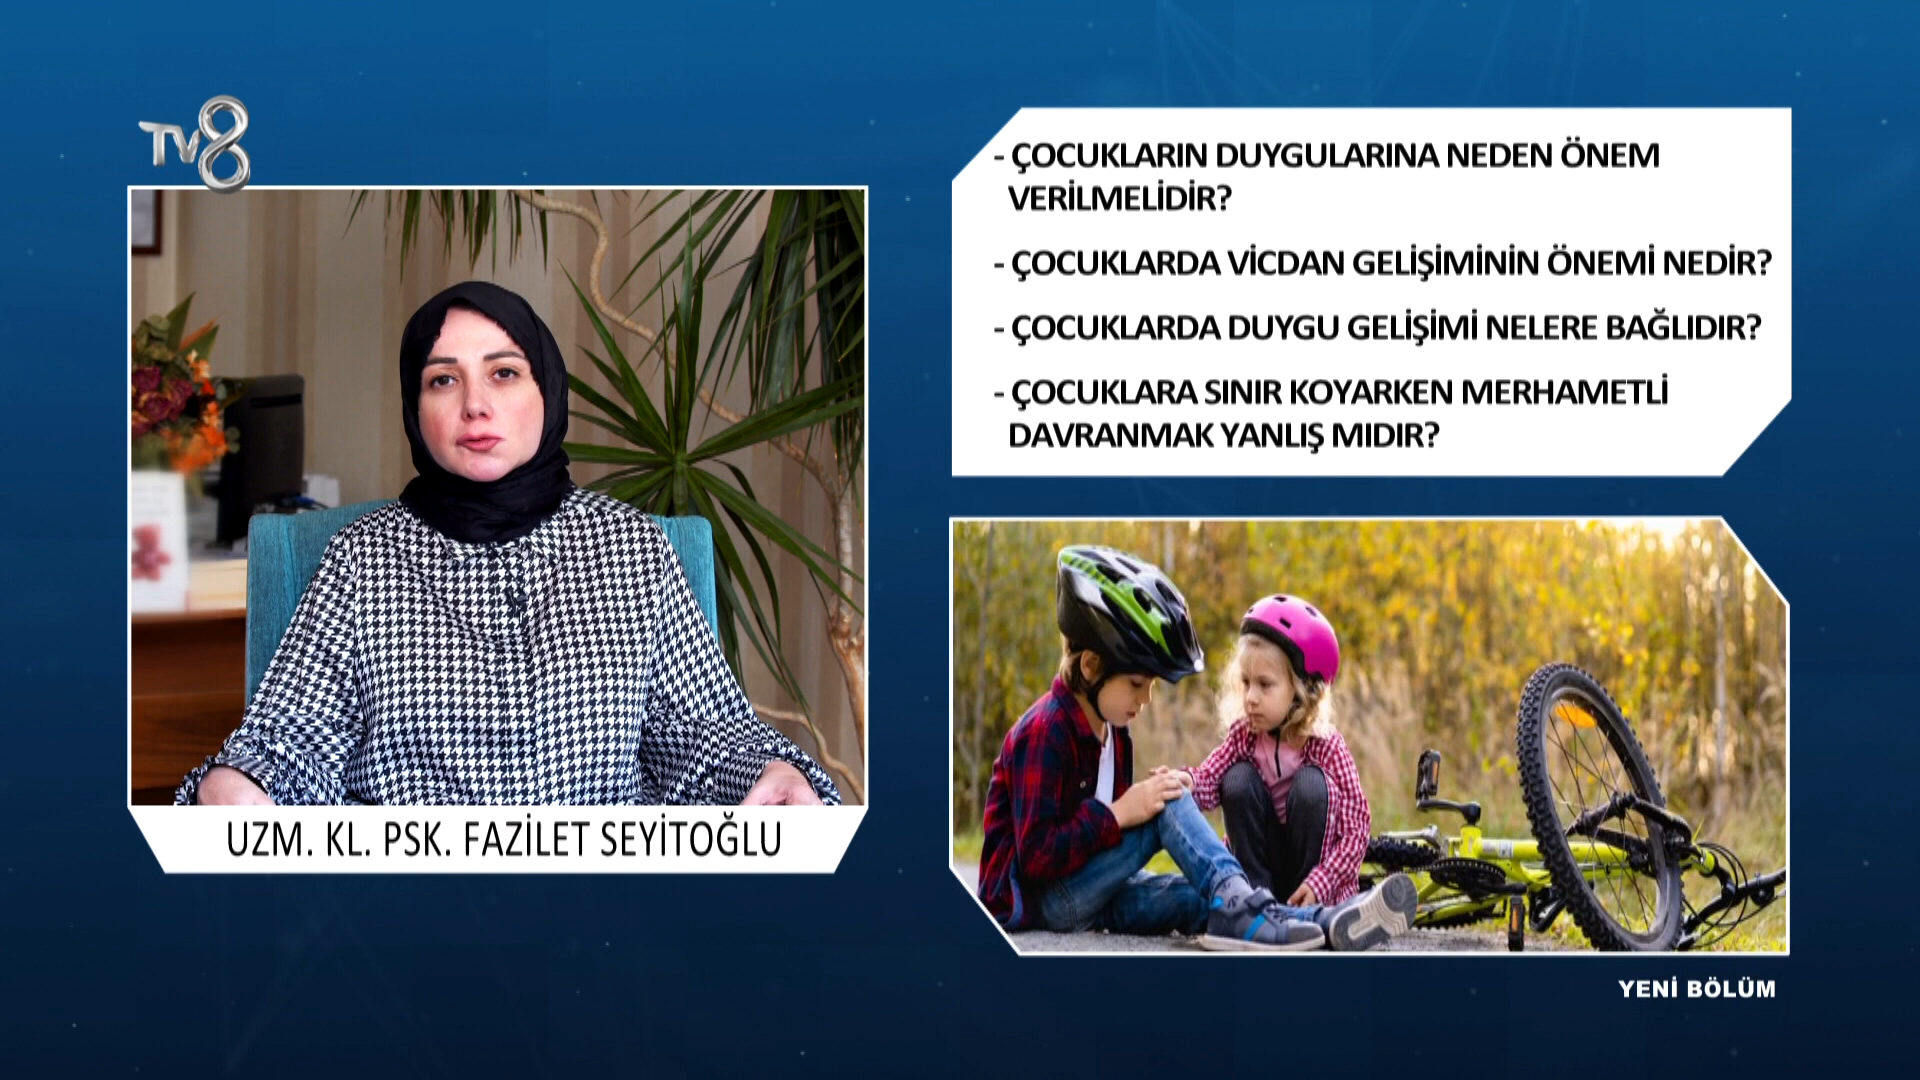 TV8
- ÇOCUKLARIN DUYGULARINA NEDEN ÖNEM
VERİLMELİDİR?
- ÇOCUKLARDA VİCDAN GELİŞİMİNİN ÖNEMİ NEDİR?
- ÇOCUKLARDA DUYGU GELİŞİMİ NELERE BAĞLIDIR?
- ÇOCUKLARA SINIR KOYARKEN MERHAMETLİ
DAVRANMAK YANLIŞ MIDIR?
UZM. KL. PSK. FAZİLET SEYİTOĞLU
YENİ BÖLÜM